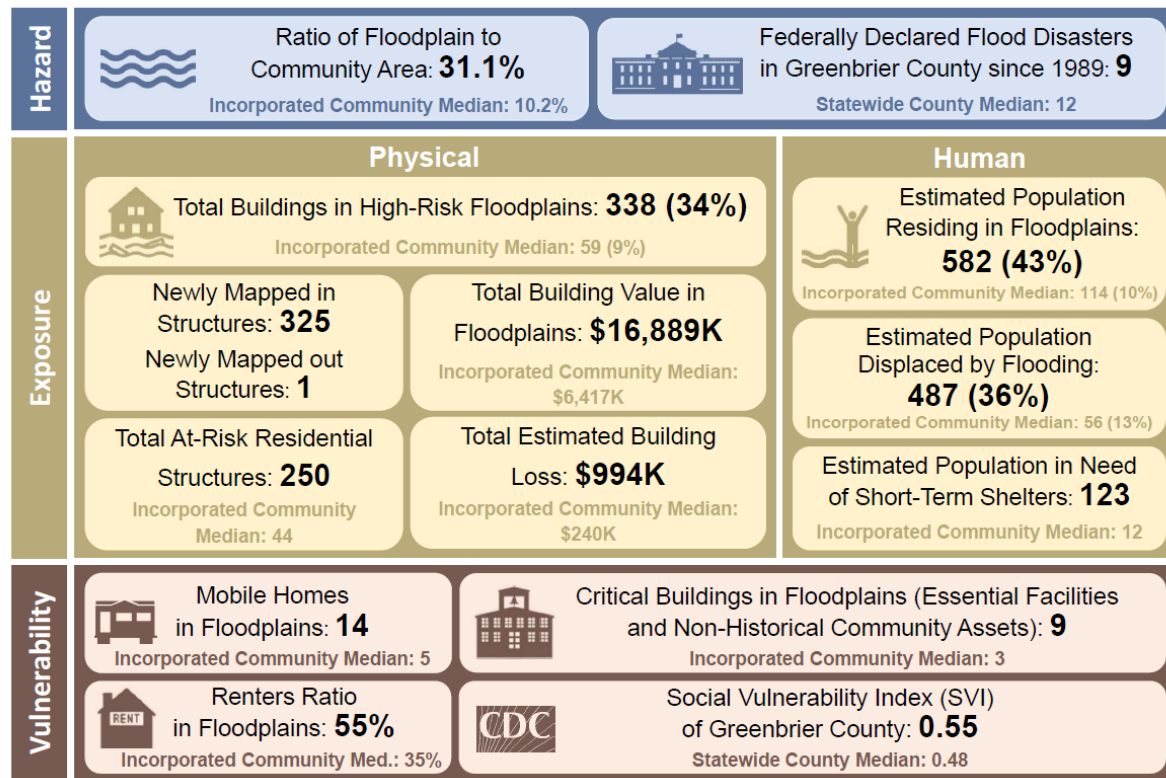 Hazard
Ratio of Floodplain to
Community Area: 31.1%
Incorporated Community Median: 10.2%
Federally Declared Flood Disasters
in Greenbrier County since 1989: 9
Statewide County Median: 12
Exposure
Physical
Total Buildings in High-Risk Floodplains: 338 (34%)
Incorporated Community Median: 59 (9%)
Newly Mapped in
Structures: 325
Newly Mapped out
Structures: 1
Total Building Value in
Floodplains: $16,889K
Incorporated Community Median:
$6,417K
Total At-Risk Residential
Structures: 250
Incorporated Community
Median: 44
Total Estimated Building
Loss: $994K
Incorporated Community Median:
$240K
Human
Estimated Population
Residing in Floodplains:
582 (43%)
Incorporated Community Median: 114 (10%)
Estimated Population
Displaced by Flooding:
487 (36%)
Incorporated Community Median: 56 (13%)
Estimated Population in Need
of Short-Term Shelters: 123
Incorporated Community Median: 12
Vulnerability
Mobile Homes
in Floodplains: 14
Incorporated Community Median: 5
Critical Buildings in Floodplains (Essential Facilities
and Non-Historical Community Assets): 9
Incorporated Community Median: 3
RENT
Renters Ratio
in Floodplains: 55%
Incorporated Community Med.: 35%
CDC
Social Vulnerability Index (SVI)
of Greenbrier County: 0.55
Statewide County Median: 0.48